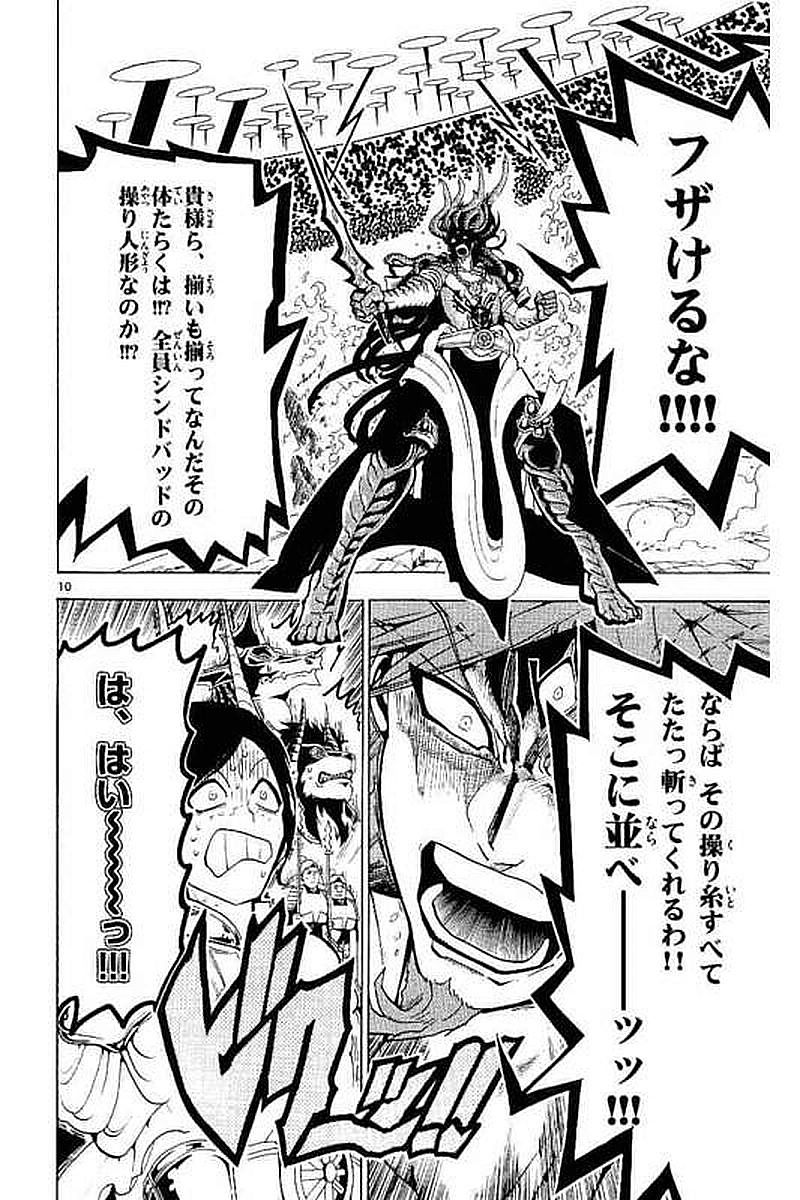 フザけるな!!!!
貴様ら、揃いも揃ってなんだその
体たらくは!!? 全員シンドバッドの
操り人形なのか!!?
10
ならば その操り糸すべて
たたっ斬ってくれるわ!!
そこに並べ━━ッッ!!!
は、はい〜〜〜〜っ!!!
ビクッ!!